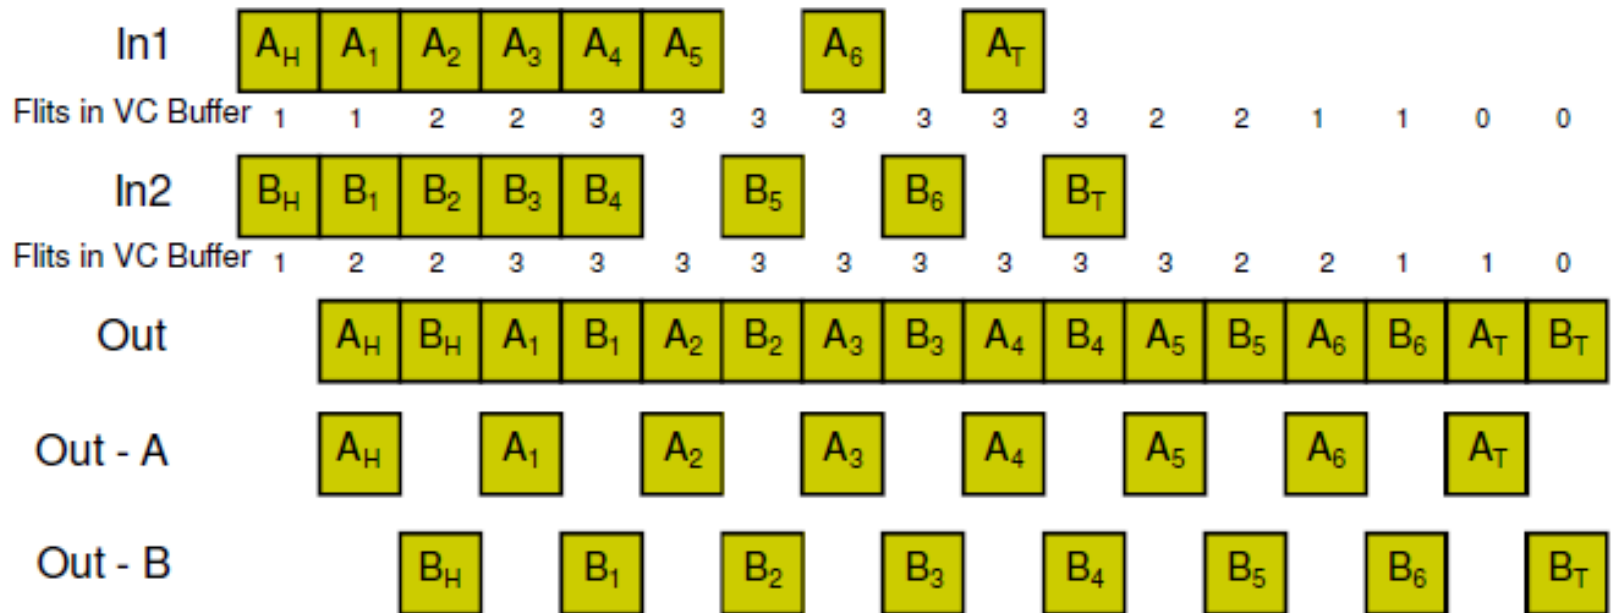 In1 A_H A_1 A_2 A_3 A_4 A_5 A_6 A_T
Flits in VC Buffer 1 1 2 2 3 3 3 3 3 3 3 2 2 1 1 0 0
In2 B_H B_1 B_2 B_3 B_4 B_5 B_6 B_T
Flits in VC Buffer 1 2 2 3 3 3 3 3 3 3 3 3 2 2 1 1 0
Out A_H B_H A_1 B_1 A_2 B_2 A_3 B_3 A_4 B_4 A_5 B_5 A_6 B_6 A_T B_T
Out - A A_H A_1 A_2 A_3 A_4 A_5 A_6 A_T
Out - B B_H B_1 B_2 B_3 B_4 B_5 B_6 B_T